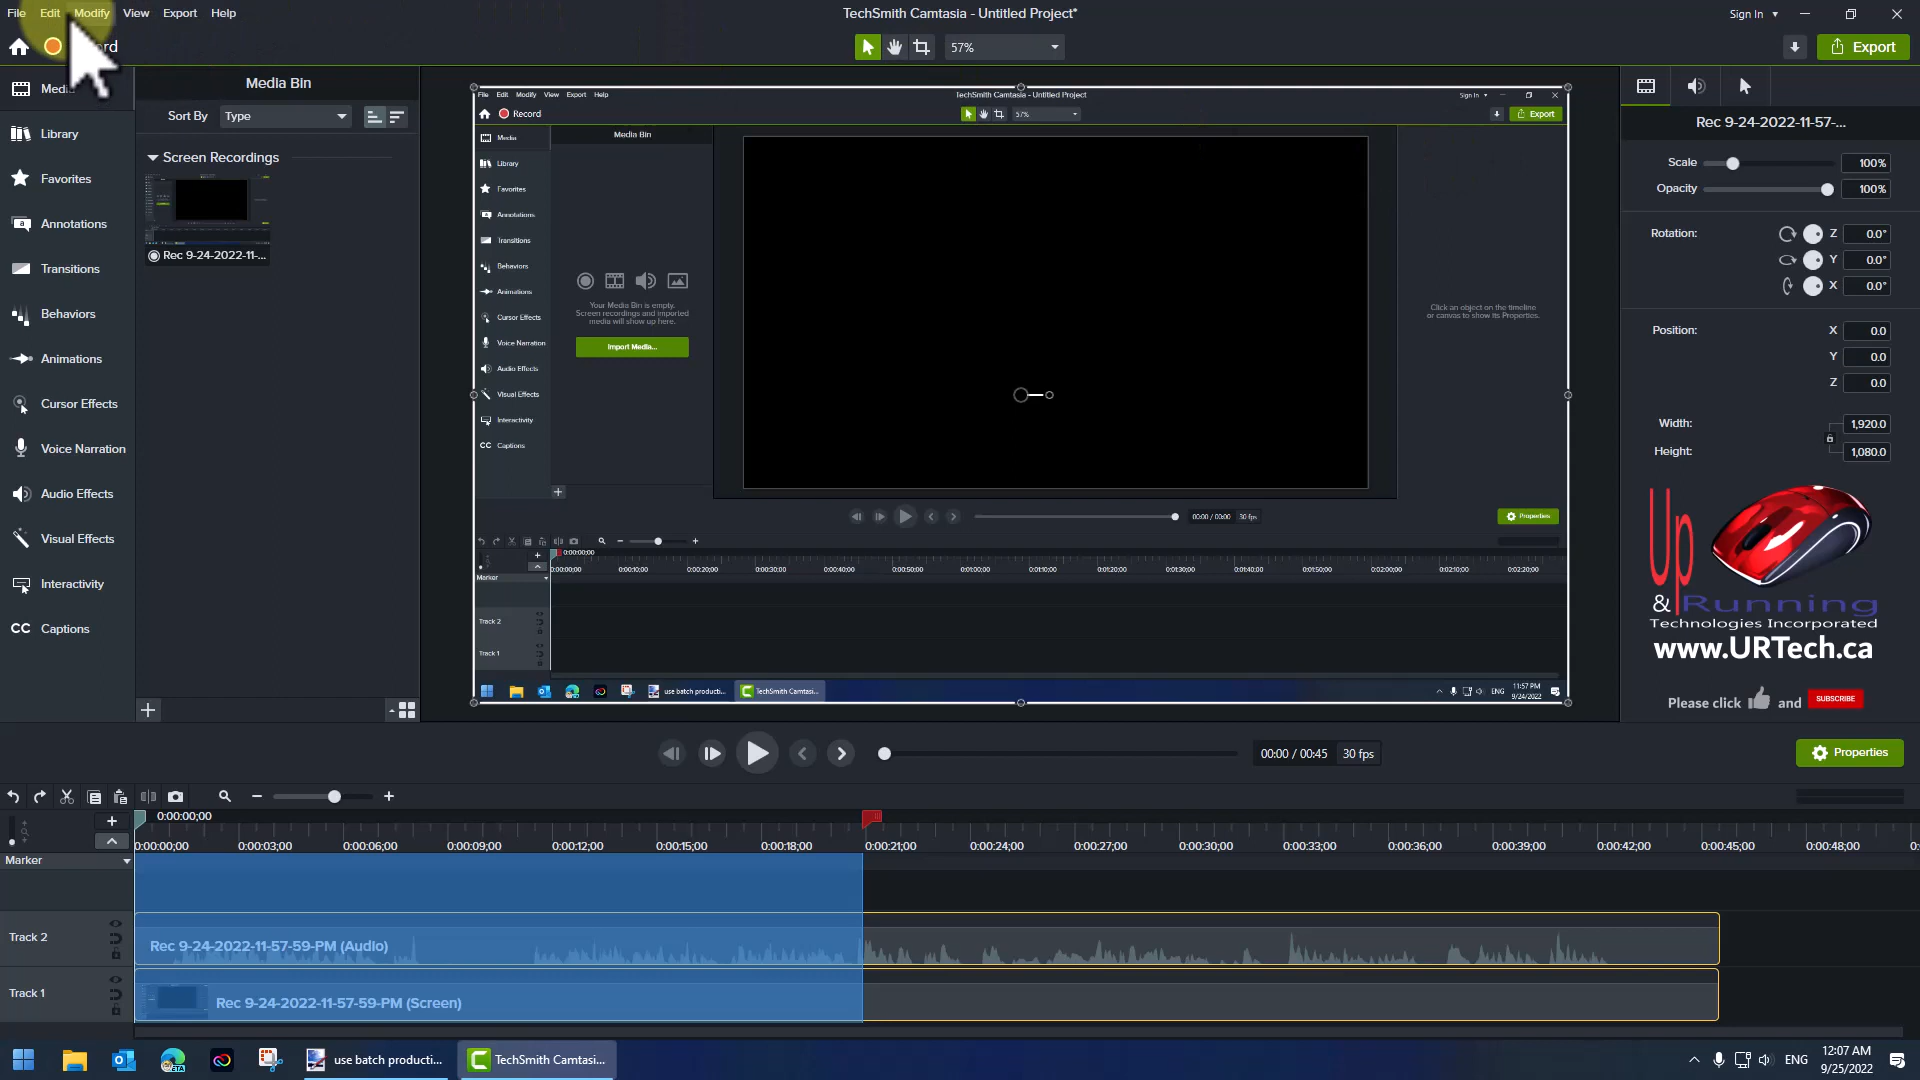 File Edit Modify View Export Help
TechSmith Camtasia - Untitled Project*
Sign In
57%
Export
Media
Library
Favorites
Annotations
Transitions
Behaviors
Animations
Cursor Effects
Voice Narration
Audio Effects
Visual Effects
Interactivity
CC Captions
Media Bin
Sort By Type
Screen Recordings
Rec 9-24-2022-11-...
File Edit Modify View Export Help
TechSmith Camtasia - Untitled Project
Sign In
Record
57%
Export
Media
Library
Favorites
Annotations
Transitions
Behaviors
Animations
Cursor Effects
Voice Narration
Audio Effects
Visual Effects
Interactivity
CC Captions
Media Bin
Your Media Bin is empty.
Screen recordings and imported
media will show up here.
Import Media...
Click an object on the timeline
or canvas to show its Properties.
00:00 / 00:00 30 fps
Properties
0:00:00;00
0:00:00;00 0:00:10;00 0:00:20;00 0:00:30;00 0:00:40;00 0:00:50;00 0:01:00;00 0:01:10;00 0:01:20;00 0:01:30;00 0:01:40;00 0:01:50;00 0:02:00;00 0:02:10;00 0:02:20;00
Marker
Track 2
Track 1
use batch producti...
TechSmith Camtasi...
ENG
11:57 PM
9/24/2022
Rec 9-24-2022-11-57-...
Scale 100%
Opacity 100%
Rotation: Z 0.0°
Y 0.0°
X 0.0°
Position: X 0.0
Y 0.0
Z 0.0
Width: 1,920.0
Height: 1,080.0
Up
& Running
Technologies Incorporated
www.URTech.ca
Please click and SUBSCRIBE
00:00 / 00:45 30 fps
Properties
0:00:00;00
0:00:00;00 0:00:03;00 0:00:06;00 0:00:09;00 0:00:12;00 0:00:15;00 0:00:18;00 0:00:21;00 0:00:24;00 0:00:27;00 0:00:30;00 0:00:33;00 0:00:36;00 0:00:39;00 0:00:42;00 0:00:45;00 0:00:48;00
Marker
Track 2
Rec 9-24-2022-11-57-59-PM (Audio)
Track 1
Rec 9-24-2022-11-57-59-PM (Screen)
use batch producti...
TechSmith Camtasi...
ENG
12:07 AM
9/25/2022